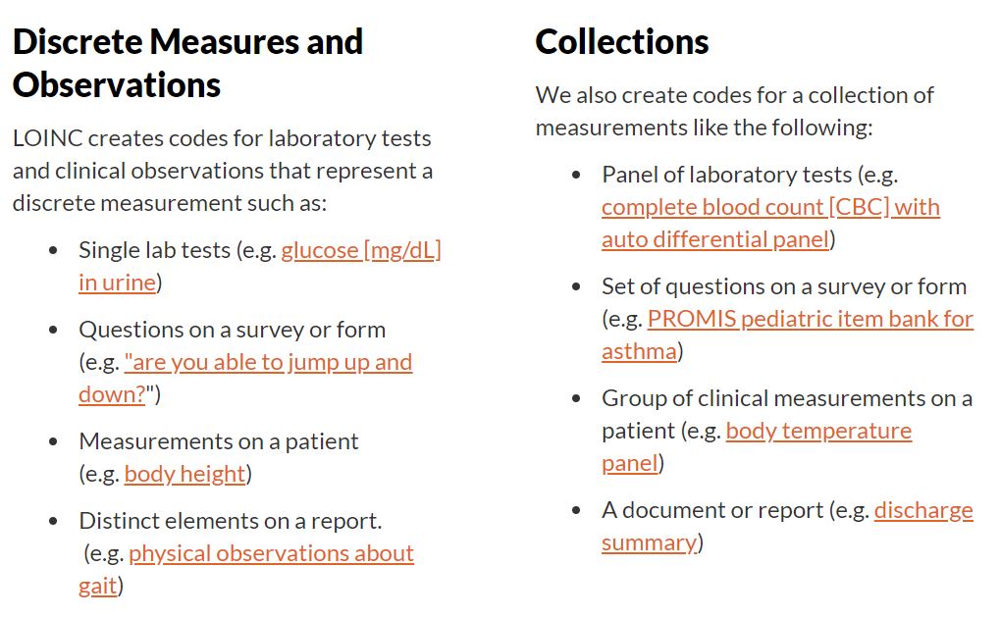 Discrete Measures and
Observations
LOINC creates codes for laboratory tests
and clinical observations that represent a
discrete measurement such as:
• Single lab tests (e.g. glucose [mg/dL]
in urine)
• Questions on a survey or form
(e.g. "are you able to jump up and
down?")
• Measurements on a patient
(e.g. body height)
• Distinct elements on a report.
(e.g. physical observations about
gait)
Collections
We also create codes for a collection of
measurements like the following:
• Panel of laboratory tests (e.g.
complete blood count [CBC] with
auto differential panel)
• Set of questions on a survey or form
(e.g. PROMIS pediatric item bank for
asthma)
• Group of clinical measurements on a
patient (e.g. body temperature
panel)
• A document or report (e.g. discharge
summary)